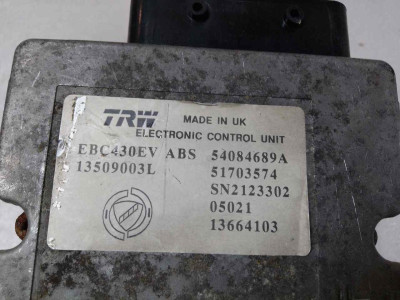 TRW MADE IN UK
ELECTRONIC CONTROL UNIT
EBC430EV ABS 54084689A
13509003L 51703574
SN2123302
05021
13664103